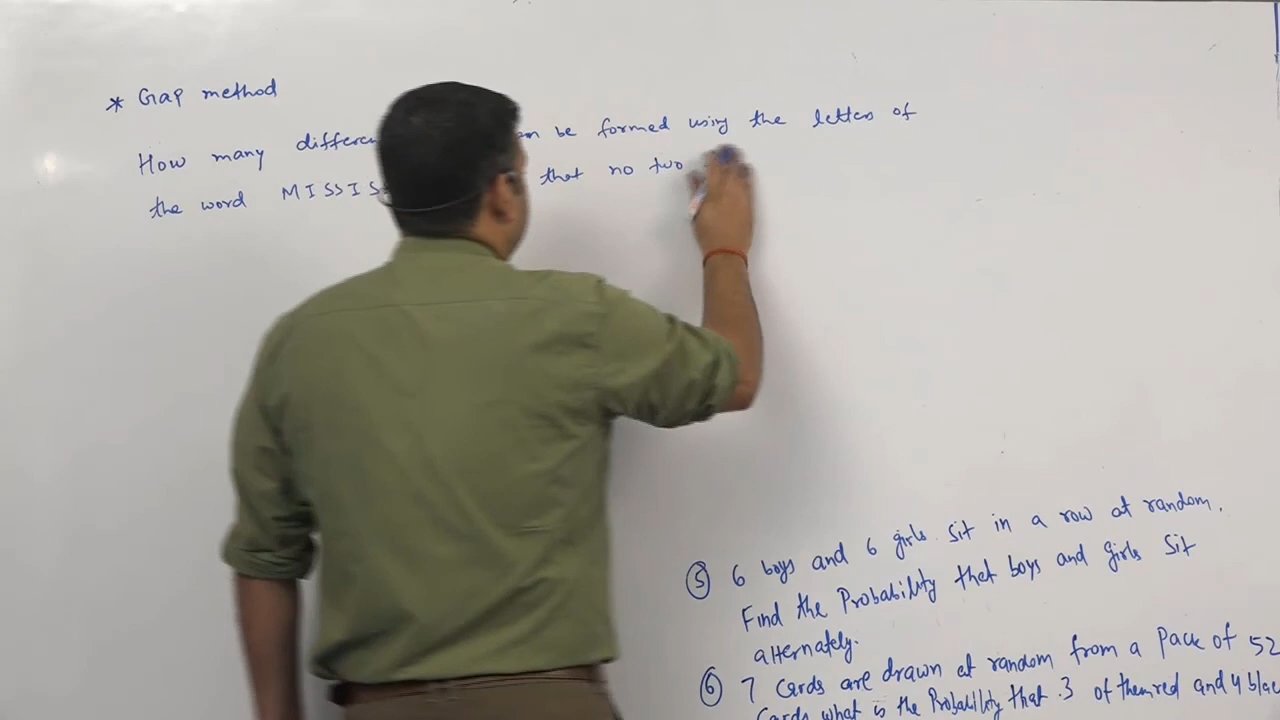 * Gap method
How many differen be formed using the letters of
the word MISSIS that no two
⑤ 6 boys and 6 girls sit in a row at random.
Find the Probability that boys and girls sit
alternately.
⑥ 7 Cards are drawn at random from a Pack of 52
Cards what is the Probability that 3 of them red and 4 blac